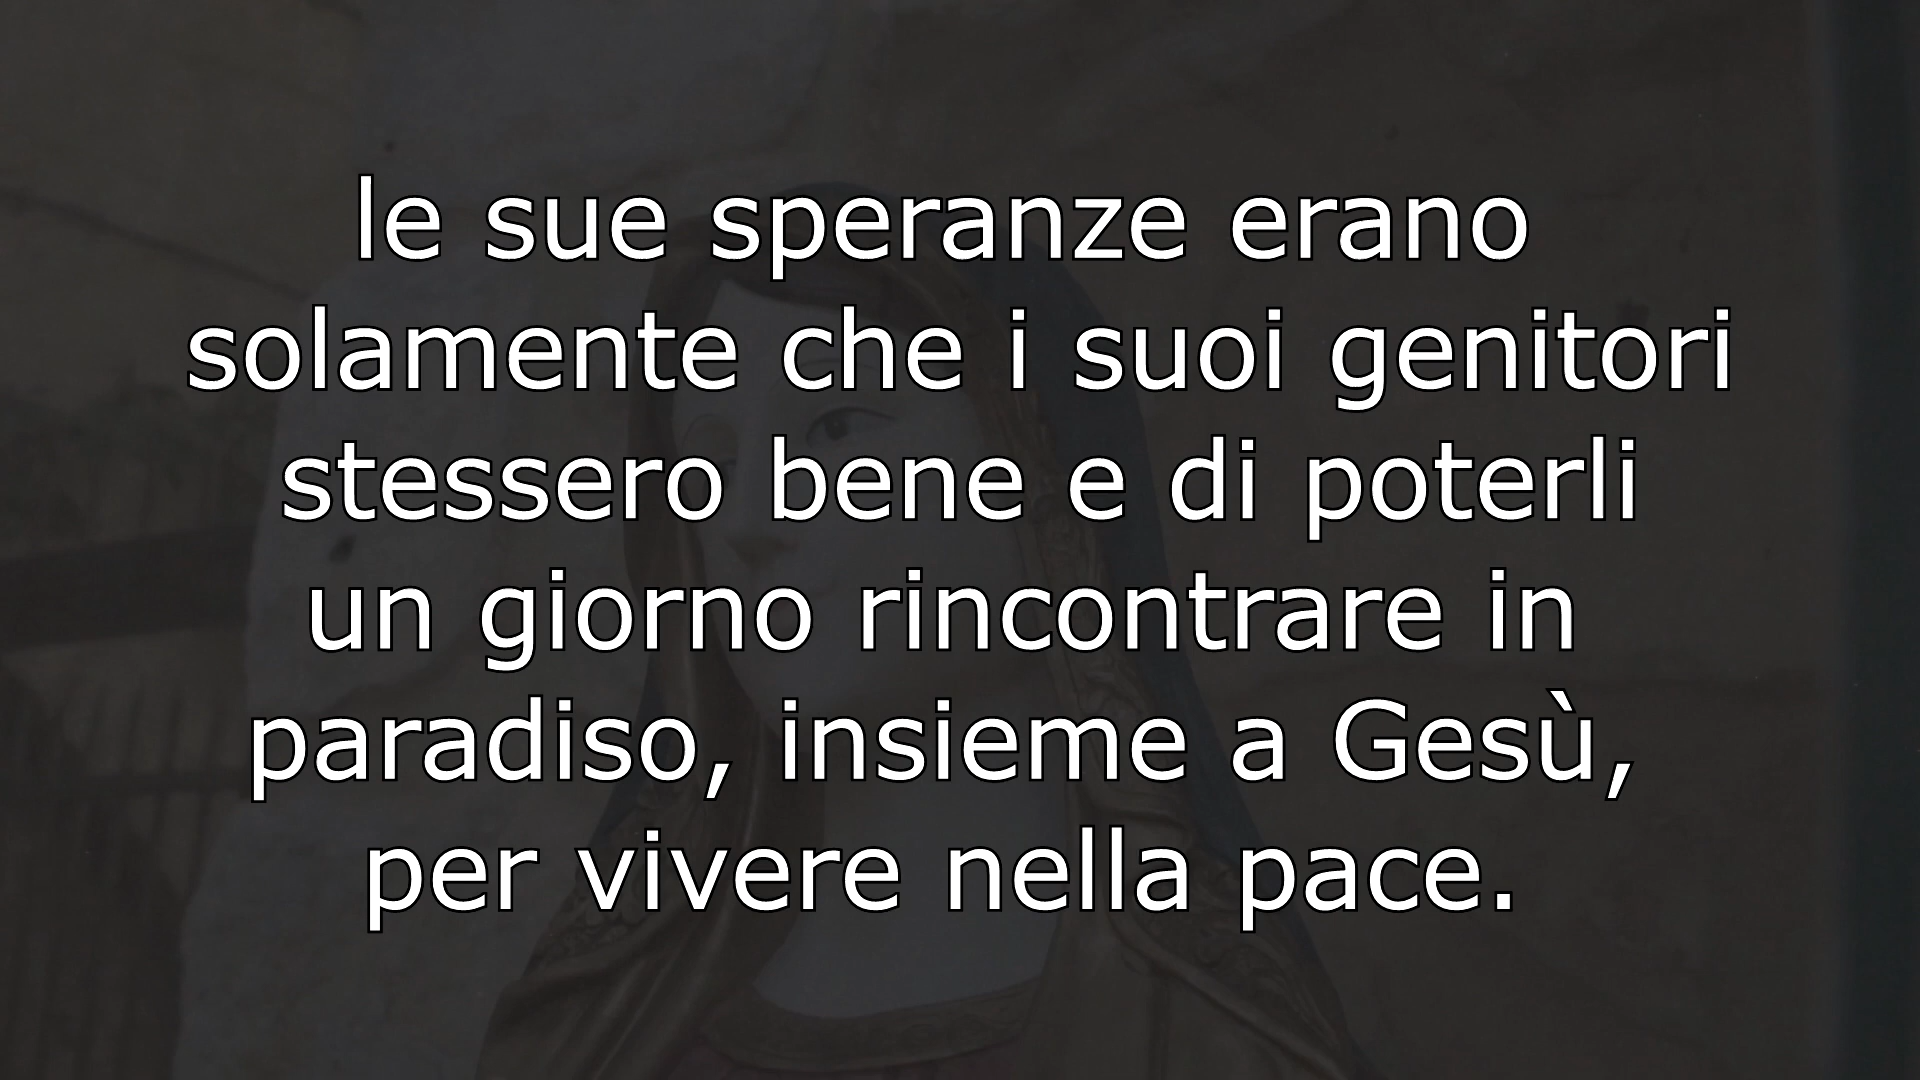 le sue speranze erano
solamente che i suoi genitori
stessero bene e di poterli
un giorno rincontrare in
paradiso, insieme a Gesù,
per vivere nella pace.